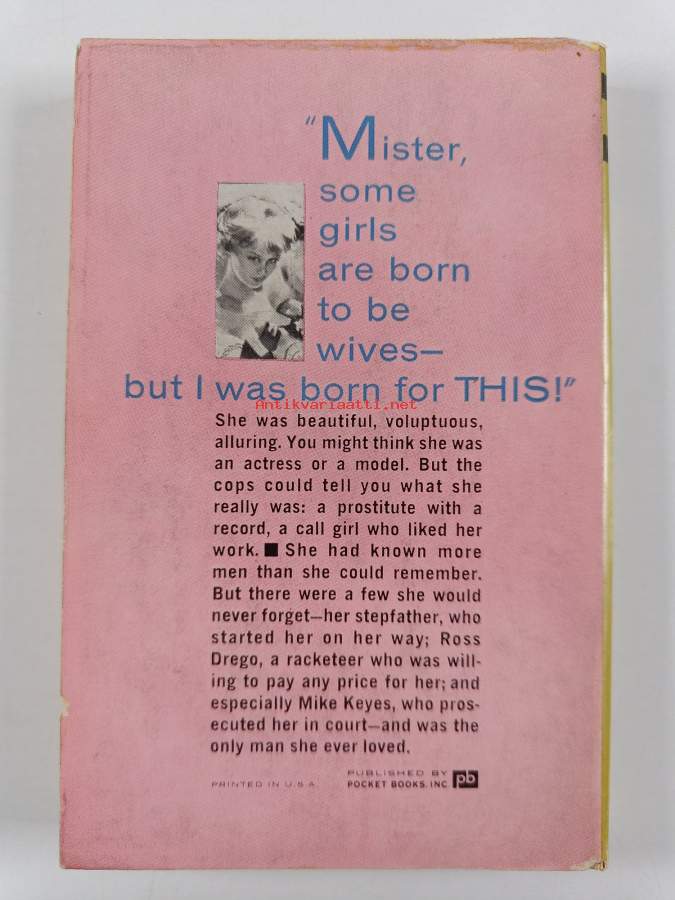 "Mister,
some
girls
are born
to be
wives—
but I was born for THIS!"
Antikvariaatti.net
She was beautiful, voluptuous,
alluring. You might think she was
an actress or a model. But the
cops could tell you what she
really was: a prostitute with a
record, a call girl who liked her
work. ■ She had known more
men than she could remember.
But there were a few she would
never forget—her stepfather, who
started her on her way; Ross
Drego, a racketeer who was will-
ing to pay any price for her; and
especially Mike Keyes, who pros-
ecuted her in court—and was the
only man she ever loved.
PRINTED IN U.S.A.
PUBLISHED BY
POCKET BOOKS, INC.
pb